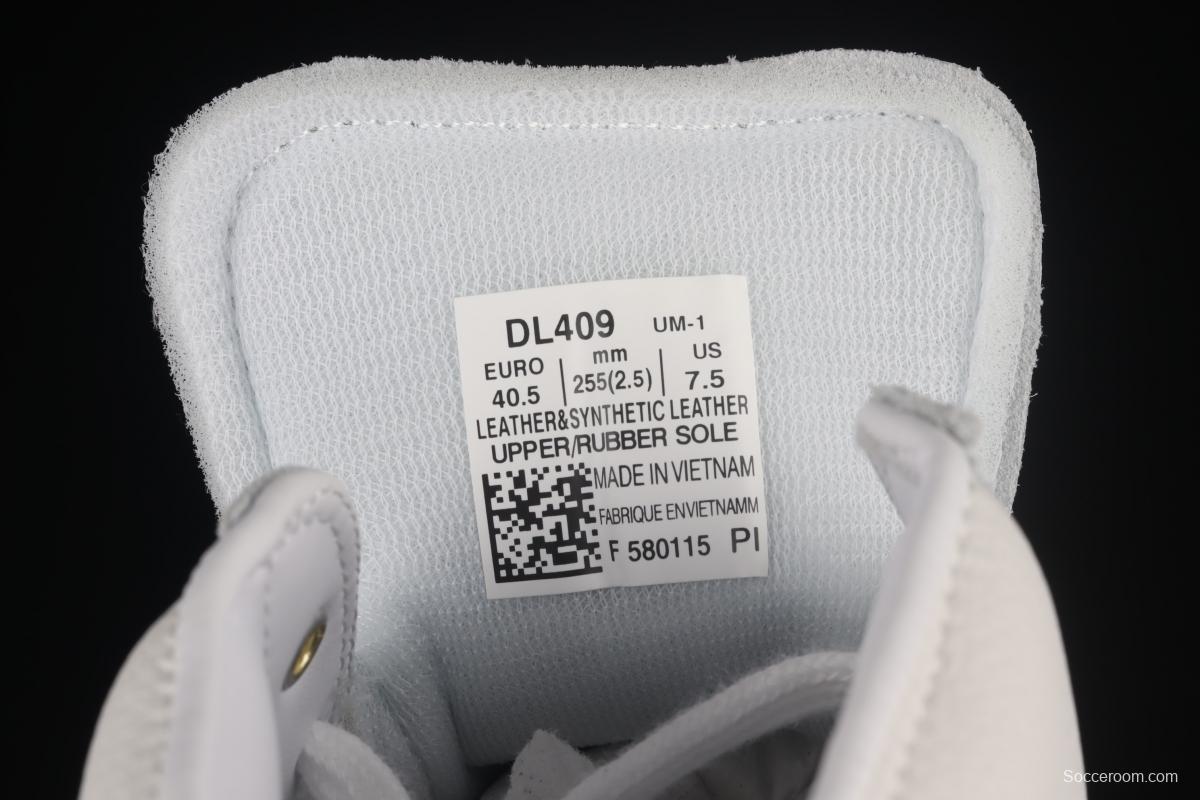 DL409 UM-1
EURO mm US
40.5 255(2.5) 7.5
LEATHER&SYNTHETIC LEATHER
UPPER/RUBBER SOLE
MADE IN VIETNAM
FABRIQUE ENVIETNAMM
F 580115 PI
Socceroom.com